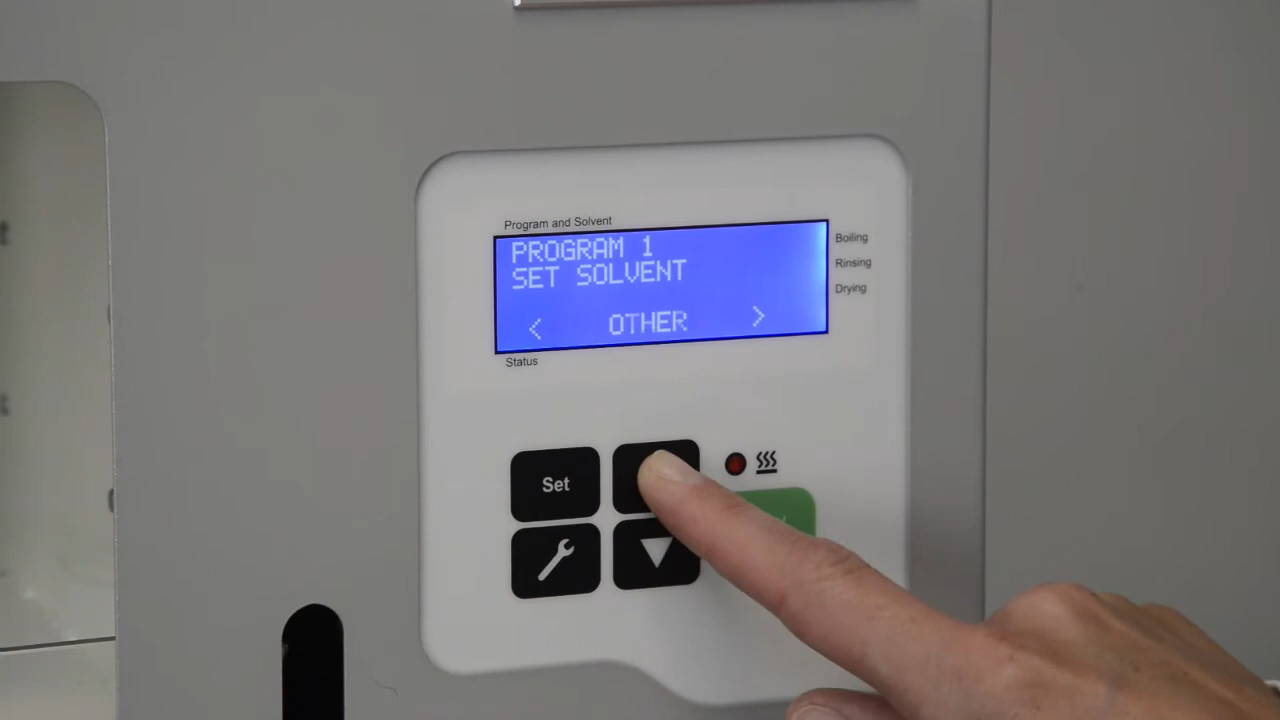 Program and Solvent
PROGRAM 1
SET SOLVENT
< OTHER >
Boiling
Rinsing
Drying
Status
Set